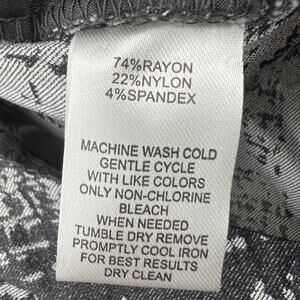 74%RAYON
22%NYLON
4%SPANDEX
MACHINE WASH COLD
GENTLE CYCLE
WITH LIKE COLORS
ONLY NON-CHLORINE
BLEACH
WHEN NEEDED
TUMBLE DRY REMOVE
PROMPTLY COOL IRON
FOR BEST RESULTS
DRY CLEAN